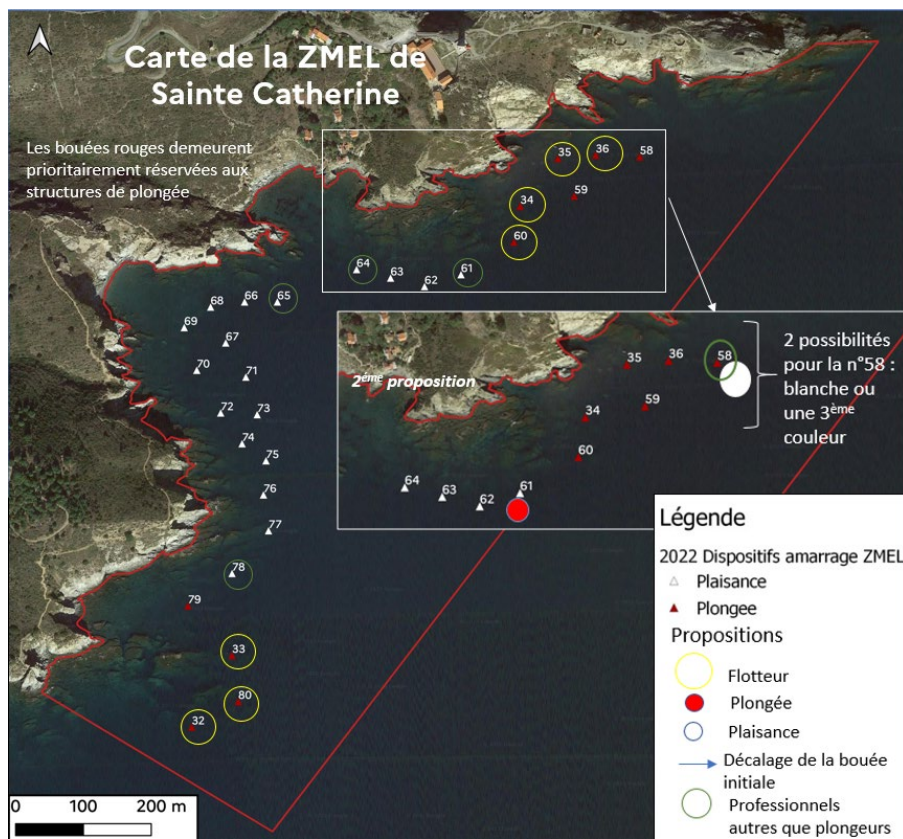 Carte de la ZMEL de
Sainte Catherine
Les bouées rouges demeurent
prioritairement réservées aux
structures de plongée
35
36
58
59
34
60
64
63
62
61
65
66
68
69
67
70
71
72
73
74
75
76
77
78
79
33
80
32
2ème proposition
35
36
58
59
34
60
64
63
62
61
2 possibilités
pour la n°58 :
blanche ou
une 3ème
couleur
Légende
2022 Dispositifs amarrage ZMEL
Plaisance
Plongee
Propositions
Flotteur
Plongée
Plaisance
Décalage de la bouée
initiale
Professionnels
autres que plongeurs
0 100 200 m